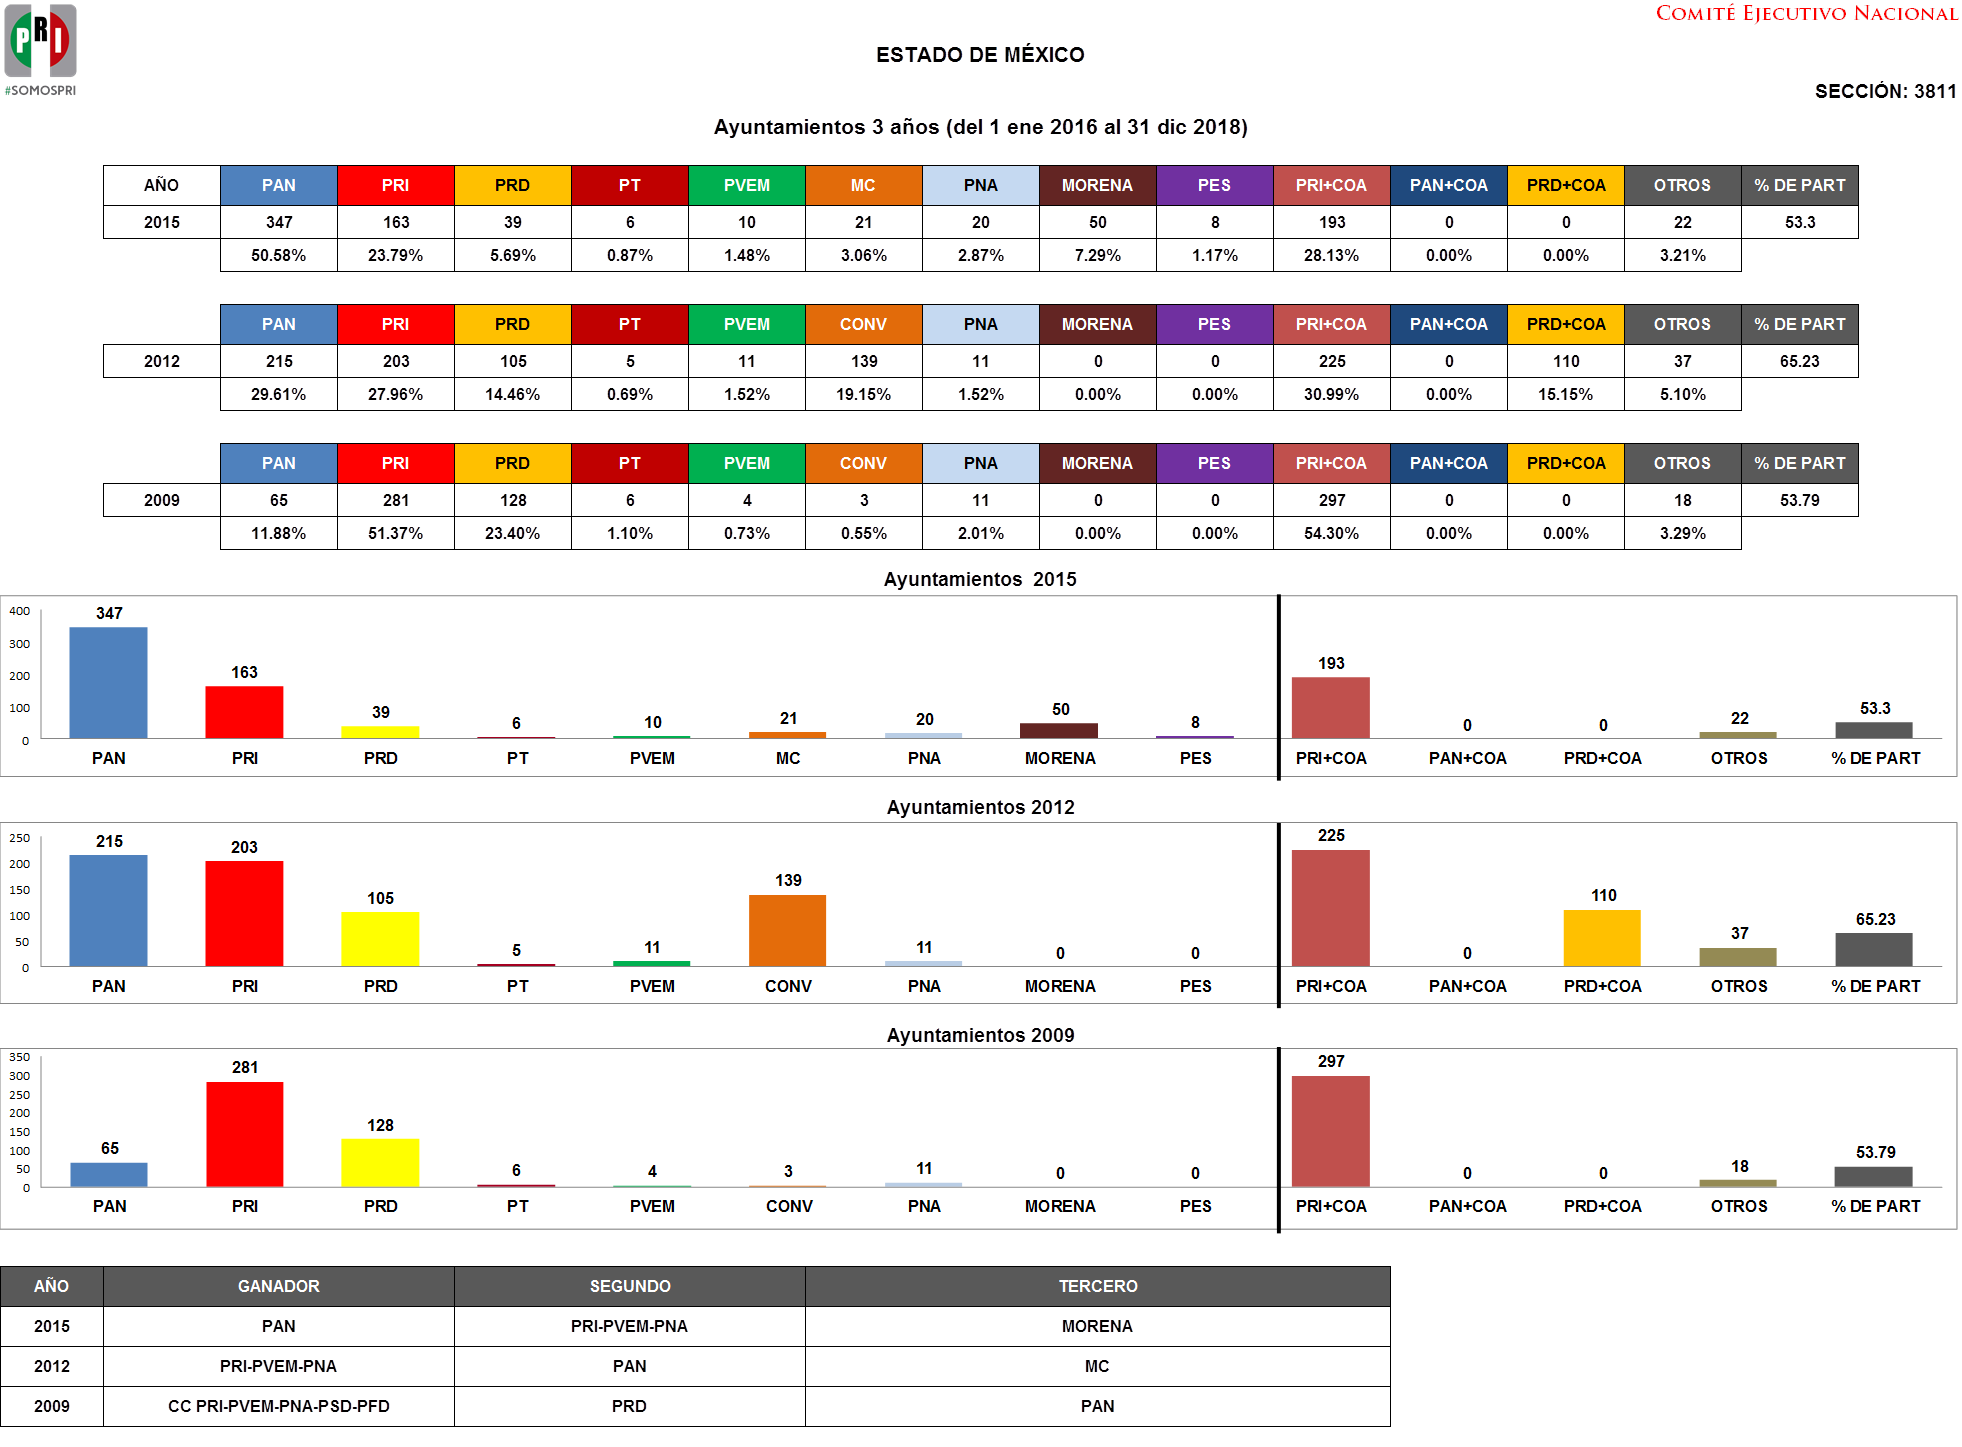 PRI
#SOMOSPRI
COMITÉ EJECUTIVO NACIONAL
ESTADO DE MÉXICO
SECCIÓN: 3811
Ayuntamientos 3 años (del 1 ene 2016 al 31 dic 2018)
AÑO PAN PRI PRD PT PVEM MC PNA MORENA PES PRI+COA PAN+COA PRD+COA OTROS % DE PART
2015 347 163 39 6 10 21 20 50 8 193 0 0 22 53.3
50.58% 23.79% 5.69% 0.87% 1.48% 3.06% 2.87% 7.29% 1.17% 28.13% 0.00% 0.00% 3.21%
PAN PRI PRD PT PVEM CONV PNA MORENA PES PRI+COA PAN+COA PRD+COA OTROS % DE PART
2012 215 203 105 5 11 139 11 0 0 225 0 110 37 65.23
29.61% 27.96% 14.46% 0.69% 1.52% 19.15% 1.52% 0.00% 0.00% 30.99% 0.00% 15.15% 5.10%
PAN PRI PRD PT PVEM CONV PNA MORENA PES PRI+COA PAN+COA PRD+COA OTROS % DE PART
2009 65 281 128 6 4 3 11 0 0 297 0 0 18 53.79
11.88% 51.37% 23.40% 1.10% 0.73% 0.55% 2.01% 0.00% 0.00% 54.30% 0.00% 0.00% 3.29%
Ayuntamientos 2015
400
300
200
100
0
347 163 39 6 10 21 20 50 8 193 0 0 22 53.3
PAN PRI PRD PT PVEM MC PNA MORENA PES PRI+COA PAN+COA PRD+COA OTROS % DE PART
Ayuntamientos 2012
250
200
150
100
50
0
215 203 105 5 11 139 11 0 0 225 0 110 37 65.23
PAN PRI PRD PT PVEM CONV PNA MORENA PES PRI+COA PAN+COA PRD+COA OTROS % DE PART
Ayuntamientos 2009
350
300
250
200
150
100
50
0
65 281 128 6 4 3 11 0 0 297 0 0 18 53.79
PAN PRI PRD PT PVEM CONV PNA MORENA PES PRI+COA PAN+COA PRD+COA OTROS % DE PART
AÑO GANADOR SEGUNDO TERCERO
2015 PAN PRI-PVEM-PNA MORENA
2012 PRI-PVEM-PNA PAN MC
2009 CC PRI-PVEM-PNA-PSD-PFD PRD PAN